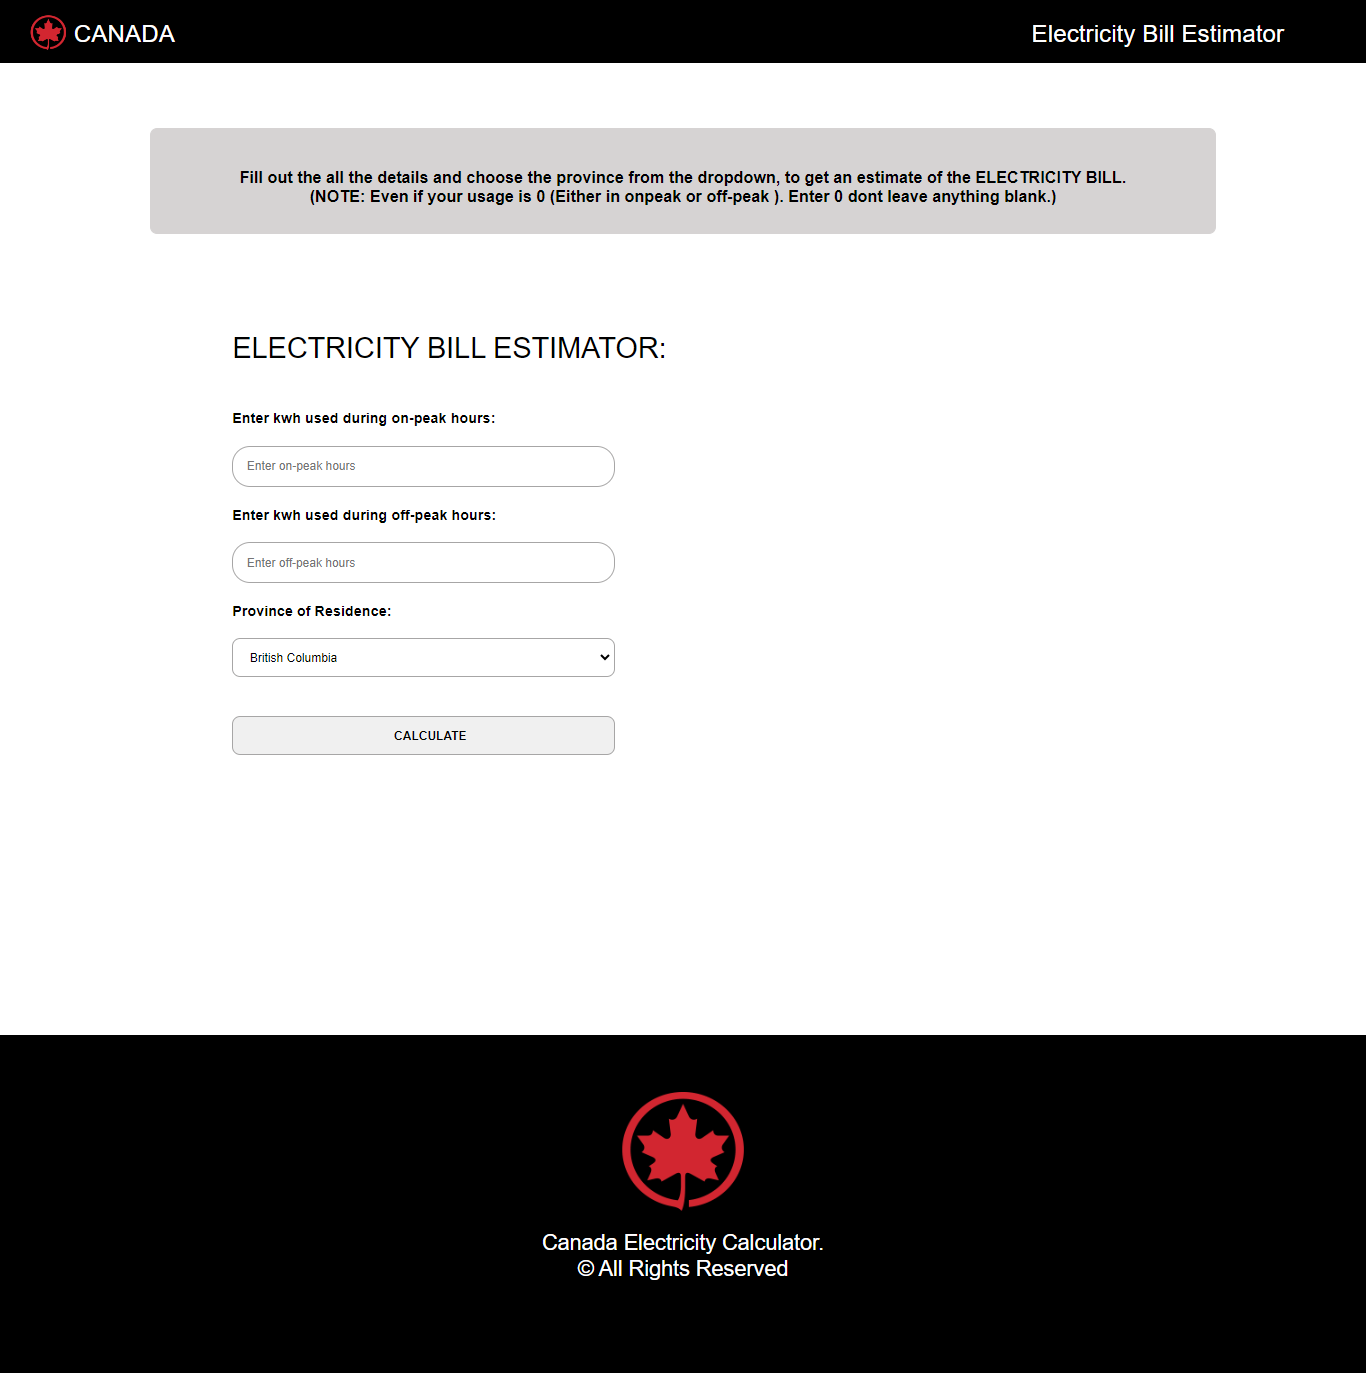 CANADA
Electricity Bill Estimator
Fill out the all the details and choose the province from the dropdown, to get an estimate of the ELECTRICITY BILL.
(NOTE: Even if your usage is 0 (Either in onpeak or off-peak ). Enter 0 dont leave anything blank.)
ELECTRICITY BILL ESTIMATOR:
Enter kwh used during on-peak hours:
Enter on-peak hours
Enter kwh used during off-peak hours:
Enter off-peak hours
Province of Residence:
British Columbia
CALCULATE
Canada Electricity Calculator.
© All Rights Reserved